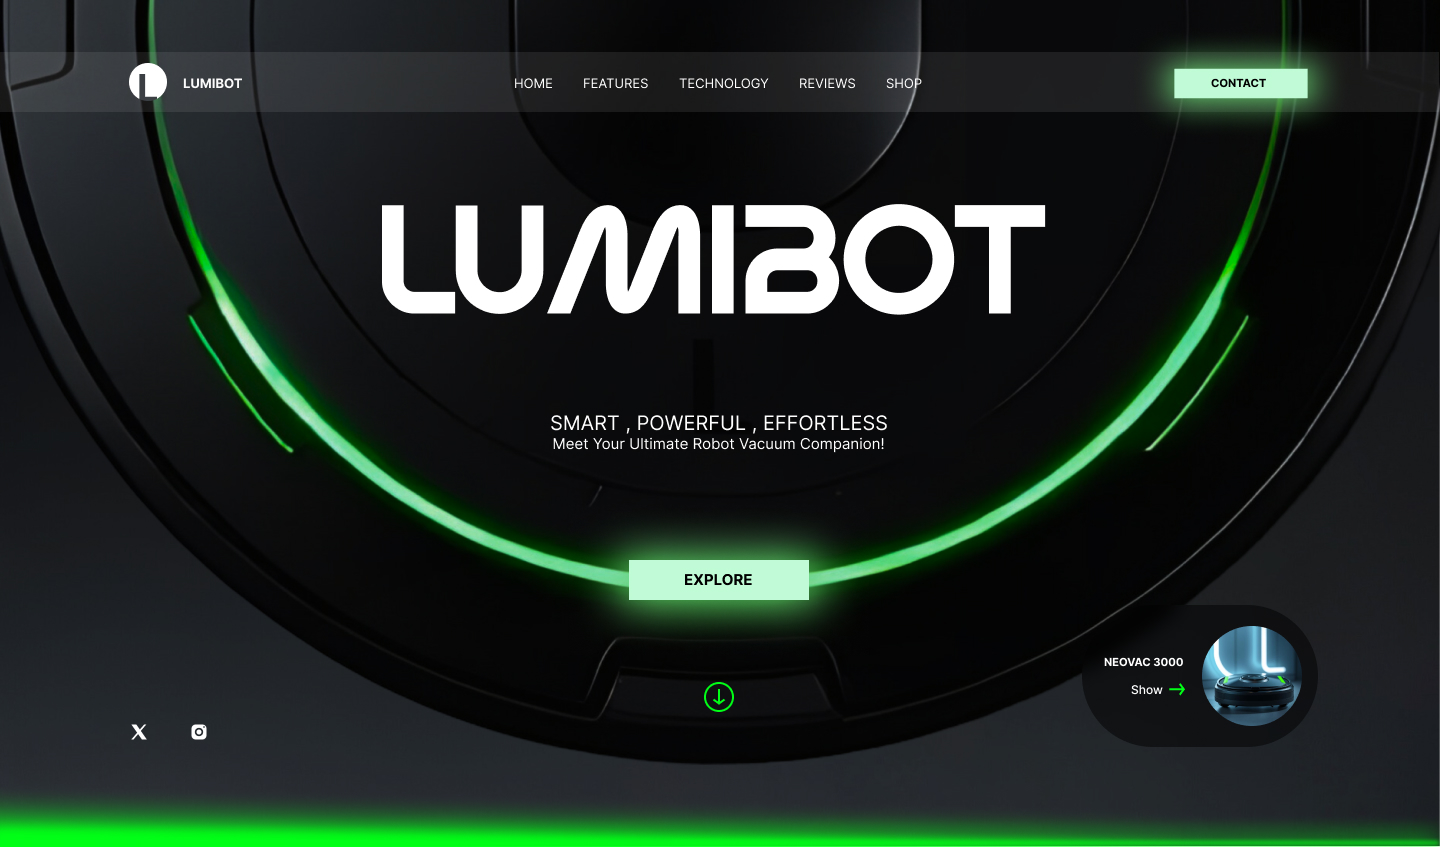 LUMIBOT
HOME FEATURES TECHNOLOGY REVIEWS SHOP
CONTACT
LUMIBOT
SMART , POWERFUL , EFFORTLESS
Meet Your Ultimate Robot Vacuum Companion!
EXPLORE
NEOVAC 3000
Show